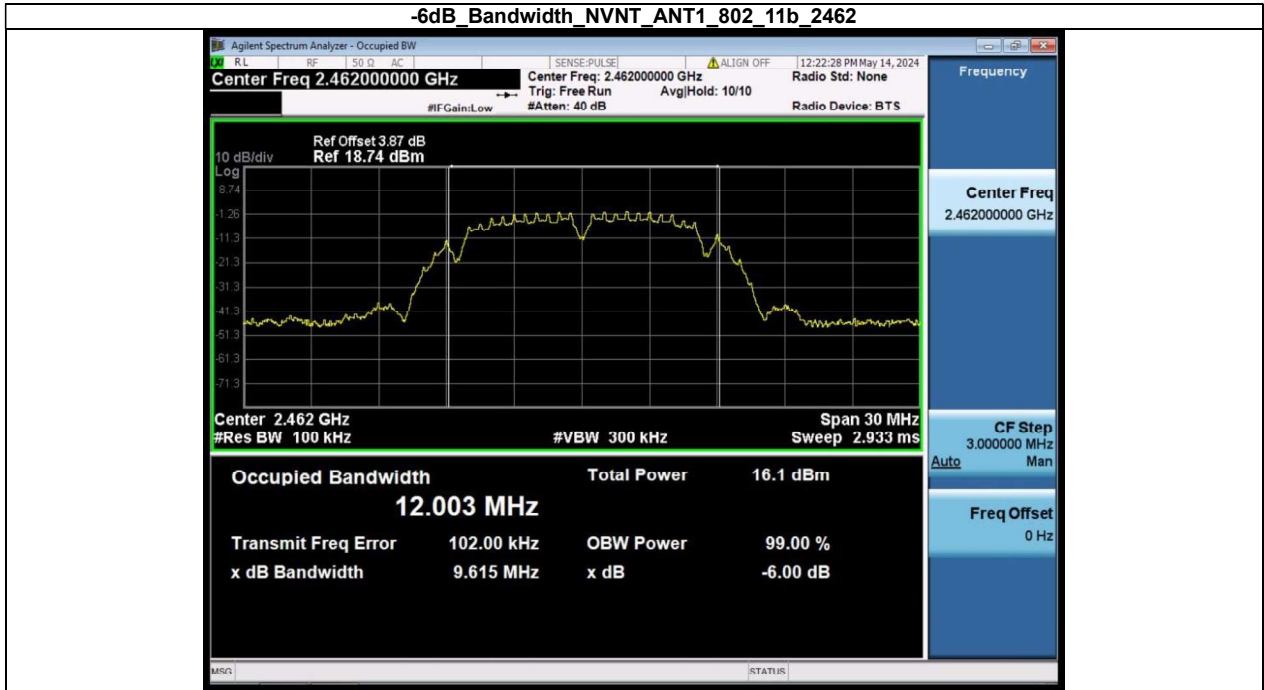 -6dB_Bandwidth_NVNT_ANT1_802_11b_2462
Agilent Spectrum Analyzer - Occupied BW
LXI RL RF 50 Ω AC SENSE:PULSE ALIGN OFF 12:22:28 PM May 14, 2024
Center Freq 2.462000000 GHz
Center Freq: 2.462000000 GHz Radio Std: None
Trig: Free Run Avg|Hold: 10/10
#IFGain:Low #Atten: 40 dB Radio Device: BTS
Ref Offset 3.87 dB
10 dB/div Ref 18.74 dBm
Log
8.74
-1.26
-11.3
-21.3
-31.3
-41.3
-51.3
-61.3
-71.3
Center 2.462 GHz Span 30 MHz
#Res BW 100 kHz #VBW 300 kHz Sweep 2.933 ms
Occupied Bandwidth Total Power 16.1 dBm
12.003 MHz
Transmit Freq Error 102.00 kHz OBW Power 99.00 %
x dB Bandwidth 9.615 MHz x dB -6.00 dB
MSG STATUS
Frequency
Center Freq
2.462000000 GHz
CF Step
3.000000 MHz
Auto Man
Freq Offset
0 Hz